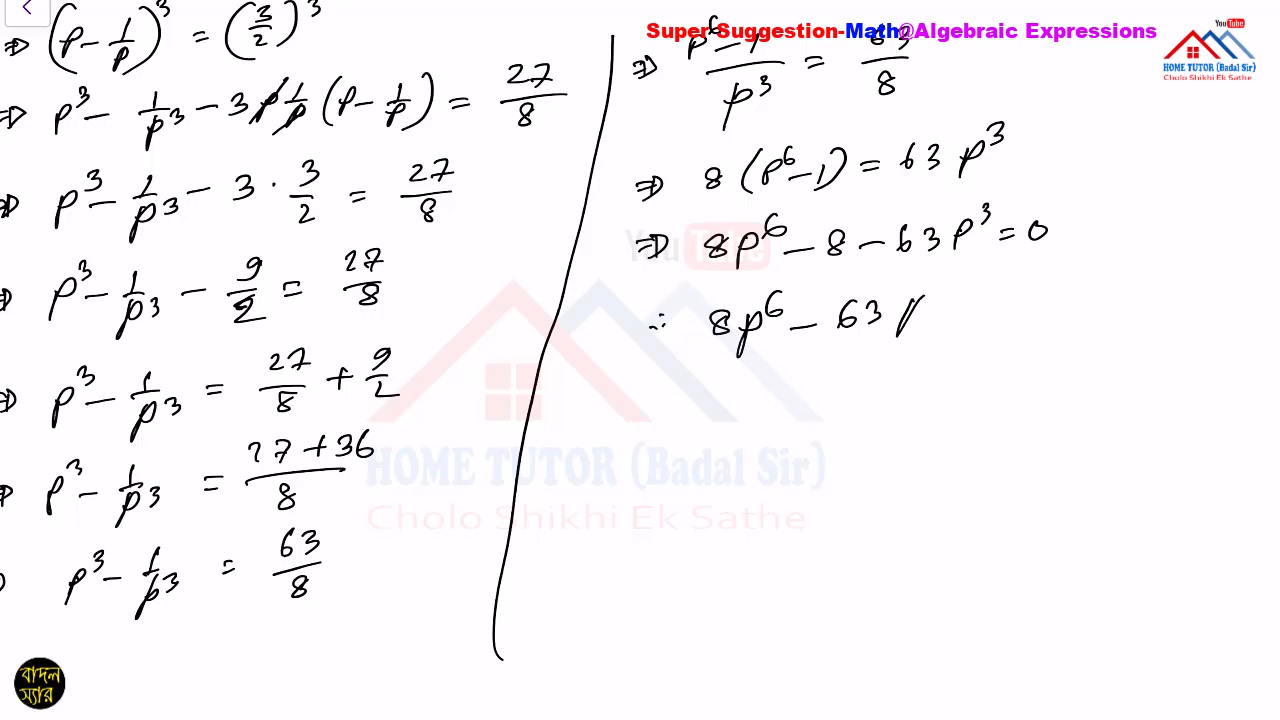 Super Suggestion-Math@Algebraic Expressions
YouTube
HOME TUTOR (Badal Sir)
Cholo Shikhi Ek Sathe
⇒ (p - 1/p)³ = (3/2)³
⇒ p³ - 1/p³ - 3 p 1/p (p - 1/p) = 27/8
⇒ p³ - 1/p³ - 3 · 3/2 = 27/8
⇒ p³ - 1/p³ - 9/2 = 27/8
⇒ p³ - 1/p³ = 27/8 + 9/2
⇒ p³ - 1/p³ = (27+36)/8
p³ - 1/p³ = 63/8
⇒ (p⁶-1)/p³ = 63/8
⇒ 8 (p⁶-1) = 63 p³
⇒ 8p⁶ - 8 - 63p³ = 0
∴ 8p⁶ - 63
YouTube
HOME TUTOR (Badal Sir)
Cholo Shikhi Ek Sathe
বাদল
স্যার